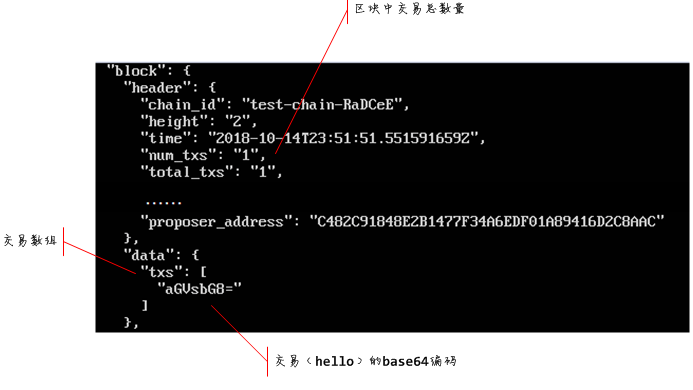 区块中交易总数量
"block": {
"header": {
"chain_id": "test-chain-RaDCeE",
"height": "2",
"time": "2018-10-14T23:51:51.551591659Z",
"num_txs": "1",
"total_txs": "1",
......
"proposer_address": "C482C91848E2B1477F34A6EDF01A89416D2C8AAC"
},
交易数组
"data": {
"txs": [
"aGVsbG8="
]
},
交易（hello）的base64编码